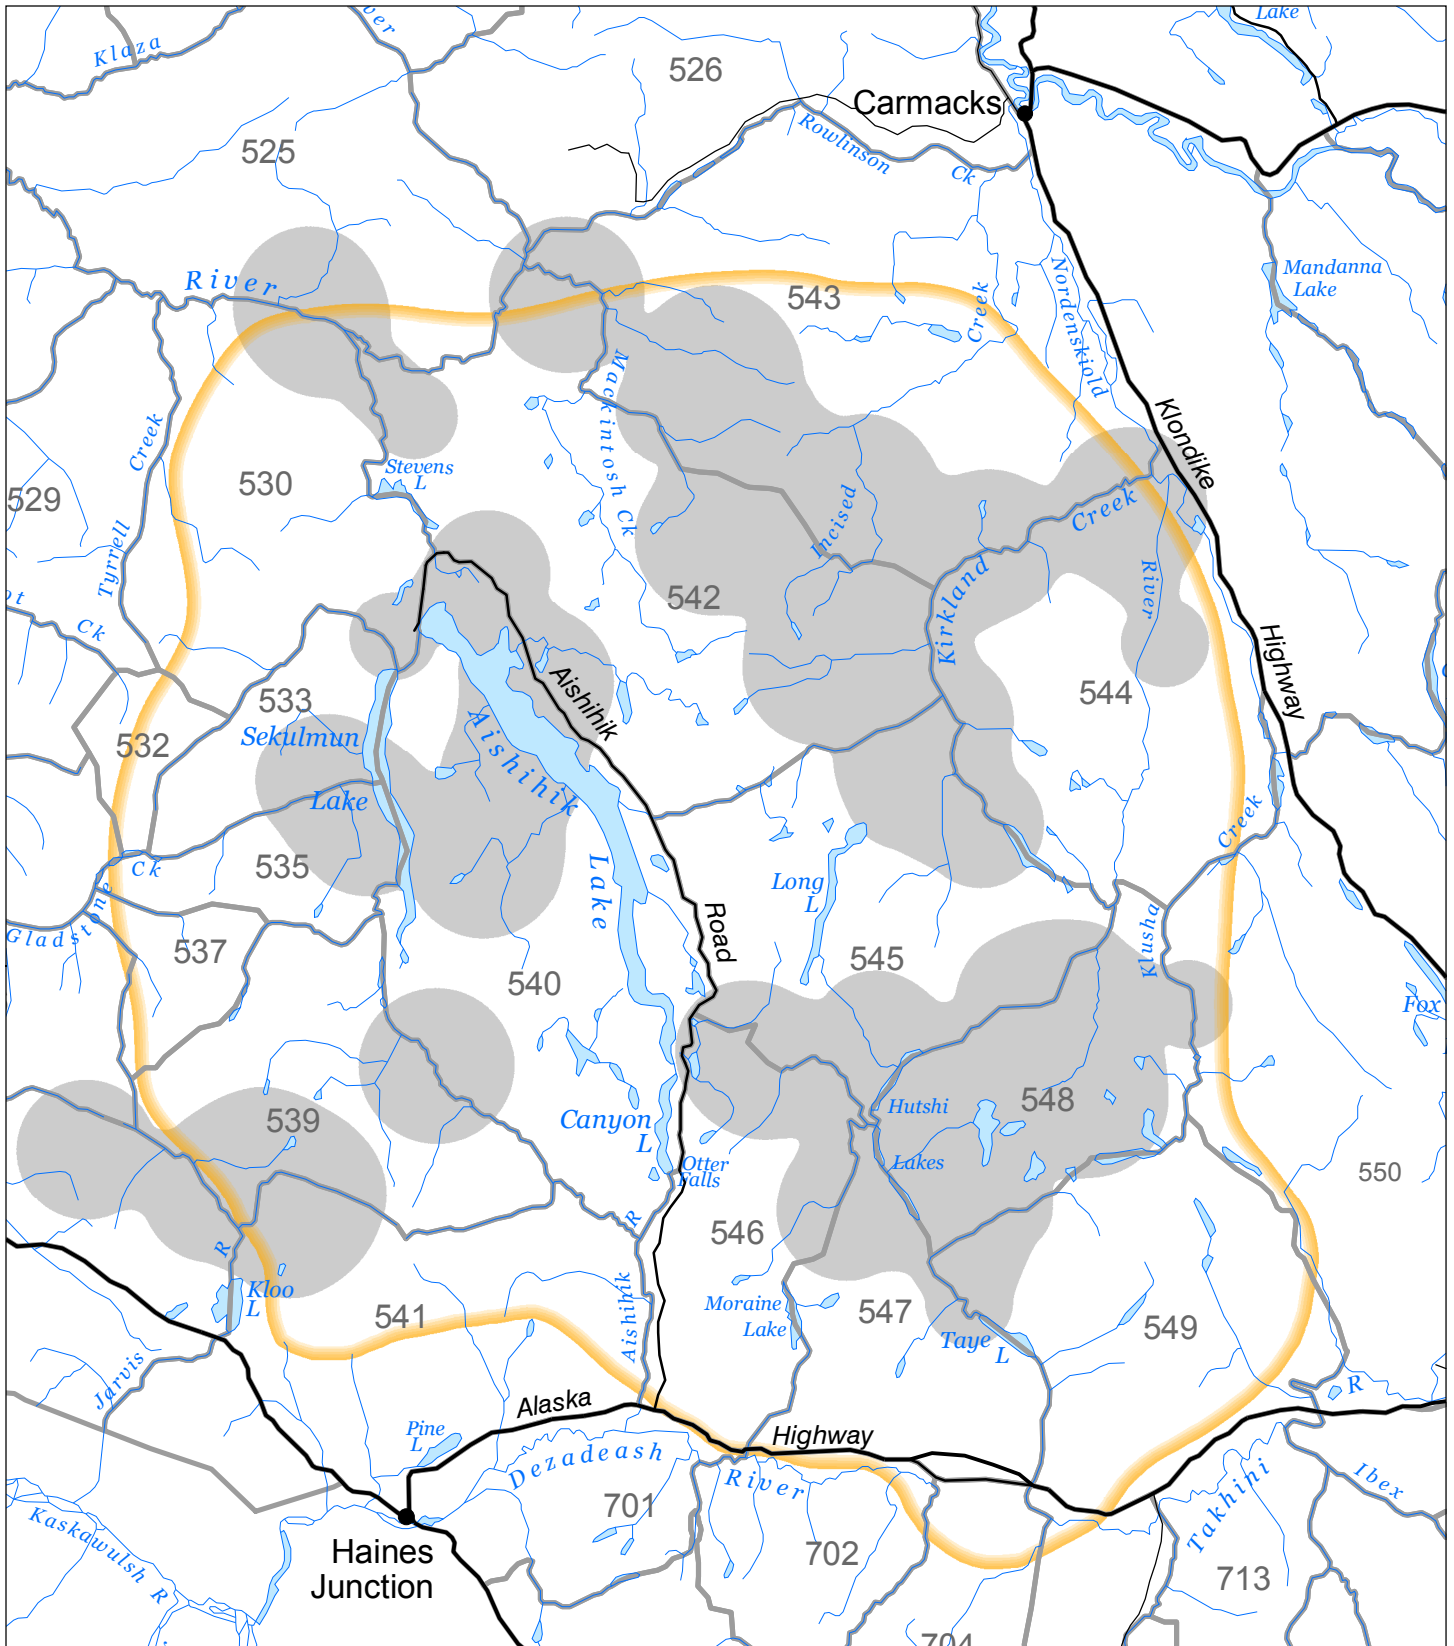 Lake
Klaza
ver
526
Carmacks
Rowlinson
Ck
525
River
Nordenskiold
Mandanna
Lake
543
Creek
Mackintosh Ck
Klondike
Creek
Tyrrell
Stevens
L
530
529
Incised
Creek
Kirkland
River
ot
Ck
542
Highway
Aishihik
544
533
Sekulmun
Lake
532
Aishihik
Lake
Creek
Ck
535
Long
L
Gladstone
537
Road
Klusha
545
540
Fox
539
Canyon
L
Hutshi
Lakes
548
Otter
Falls
550
R
546
R
Kloo
L
Aishihik
Moraine
Lake
541
547
Taye
L
549
Jarvis
R
Alaska
Pine
L
Highway
Dezadeash
River
Takhini
Ibex
701
Kaskawulsh R
Haines
Junction
702
713
704